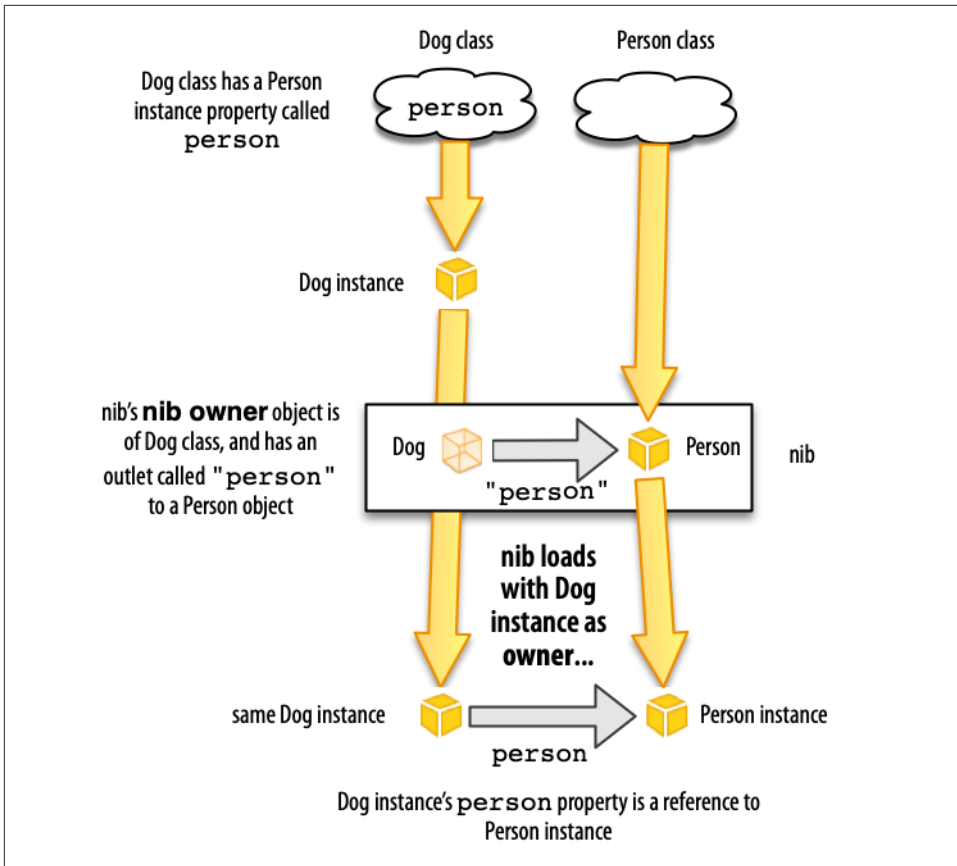 Dog class
Person class
Dog class has a Person
instance property called
person
person
Dog instance
nib's nib owner object is
of Dog class, and has an
outlet called "person"
to a Person object
Dog
"person"
Person
nib
nib loads
with Dog
instance as
owner...
same Dog instance
person
Person instance
Dog instance's person property is a reference to
Person instance